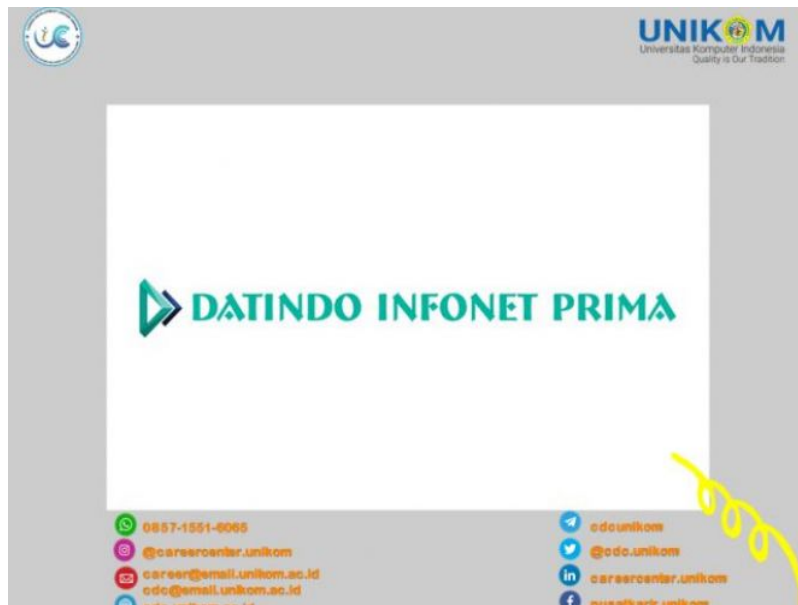 UNIKOM
Universitas Komputer Indonesia
Quality is Our Tradition
DATINDO INFONET PRIMA
0857-1551-6065
@careercenter.unikom
career@email.unikom.ac.id
cdc@email.unikom.ac.id
cdcunikom
@cdc.unikom
careercenter.unikom